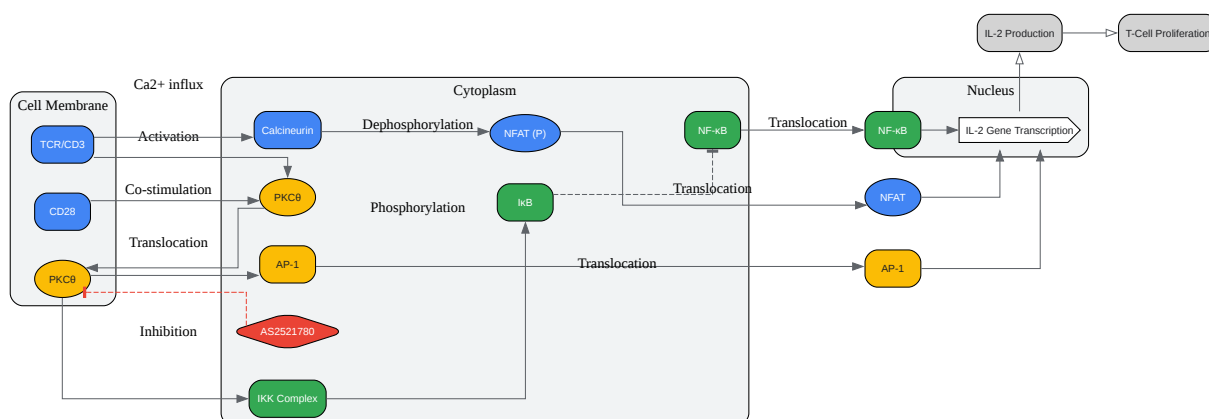 IL-2 Production
T-Cell Proliferation
Ca2+ influx
Cytoplasm
Nucleus
Cell Membrane
TCR/CD3
Activation
Calcineurin
Dephosphorylation
NFAT (P)
NF-κB
Translocation
NF-κB
IL-2 Gene Transcription
CD28
Co-stimulation
PKCθ
Phosphorylation
IκB
Translocation
NFAT
Translocation
PKCθ
AP-1
Translocation
AP-1
Inhibition
AS2521780
IKK Complex